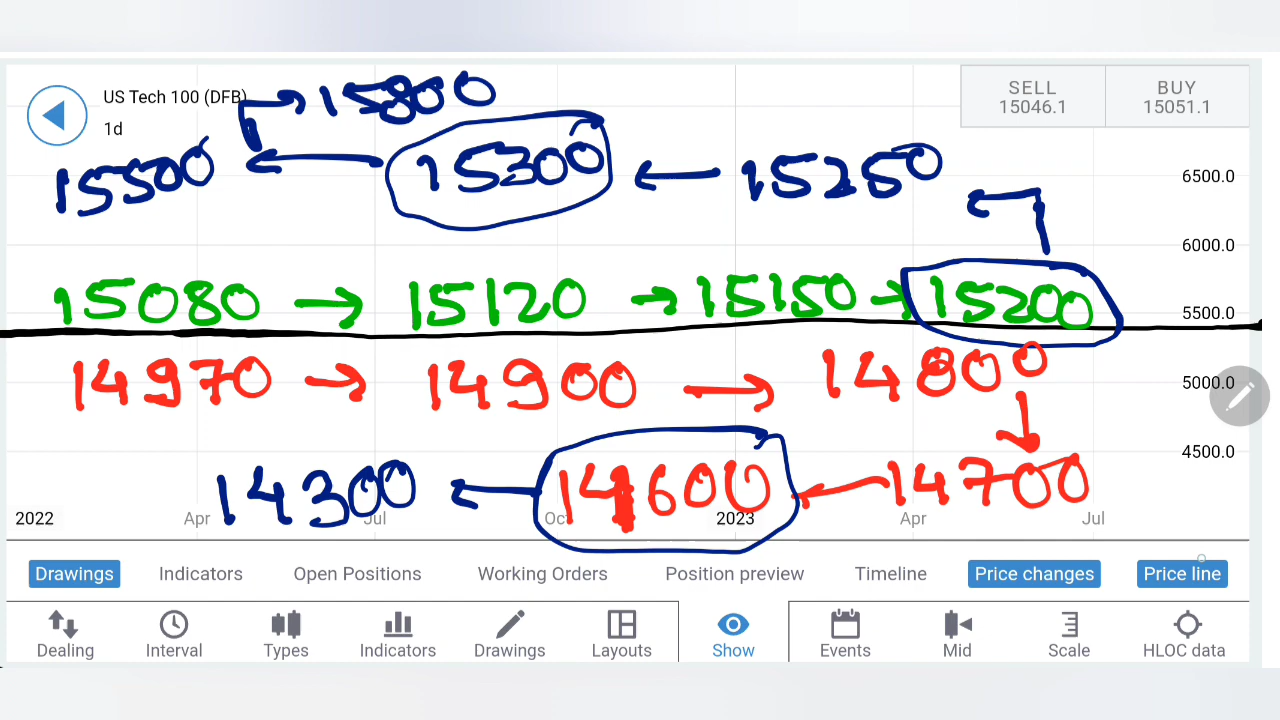 US Tech 100 (DFB)
1d
SELL BUY
15046.1 15051.1
15800
15500 15300 15250
6500.0
6000.0
15080 → 15120 → 15150 → 15200
5500.0
14970 → 14900 → 14800
5000.0
4500.0
14300 ← 14600 ← 14700
2022 Apr Jul Oct 2023 Apr Jul
Drawings Indicators Open Positions Working Orders Position preview Timeline Price changes Price line
Dealing Interval Types Indicators Drawings Layouts Show Events Mid Scale HLOC data